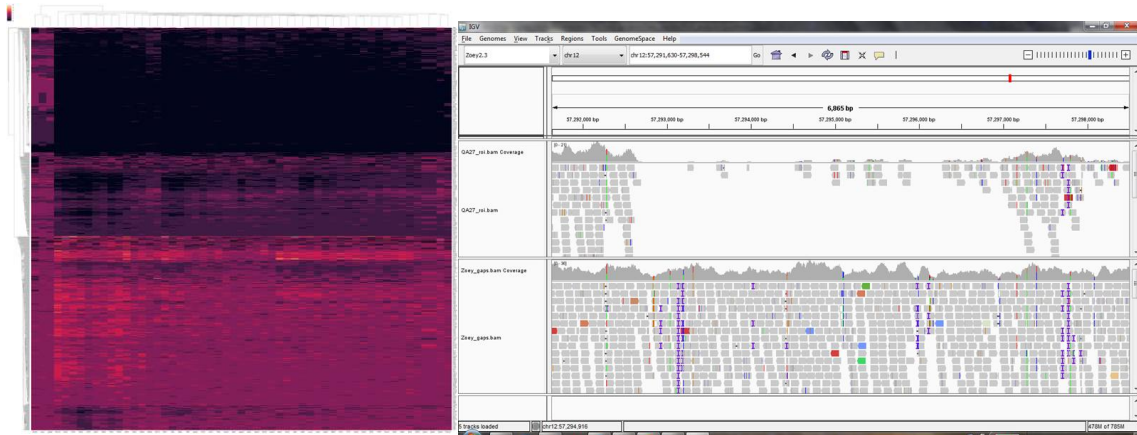 IGV
File Genomes View Tracks Regions Tools GenomeSpace Help
Zoey2.3 chr12 chr12:57,291,630-57,298,544 Go
6,865 bp
57,292,000 bp 57,293,000 bp 57,294,000 bp 57,295,000 bp 57,296,000 bp 57,297,000 bp 57,298,000 bp
QA27_roi.bam Coverage
QA27_roi.bam
Zoey_gaps.bam Coverage
Zoey_gaps.bam
5 tracks loaded chr12:57,294,916 478M of 785M